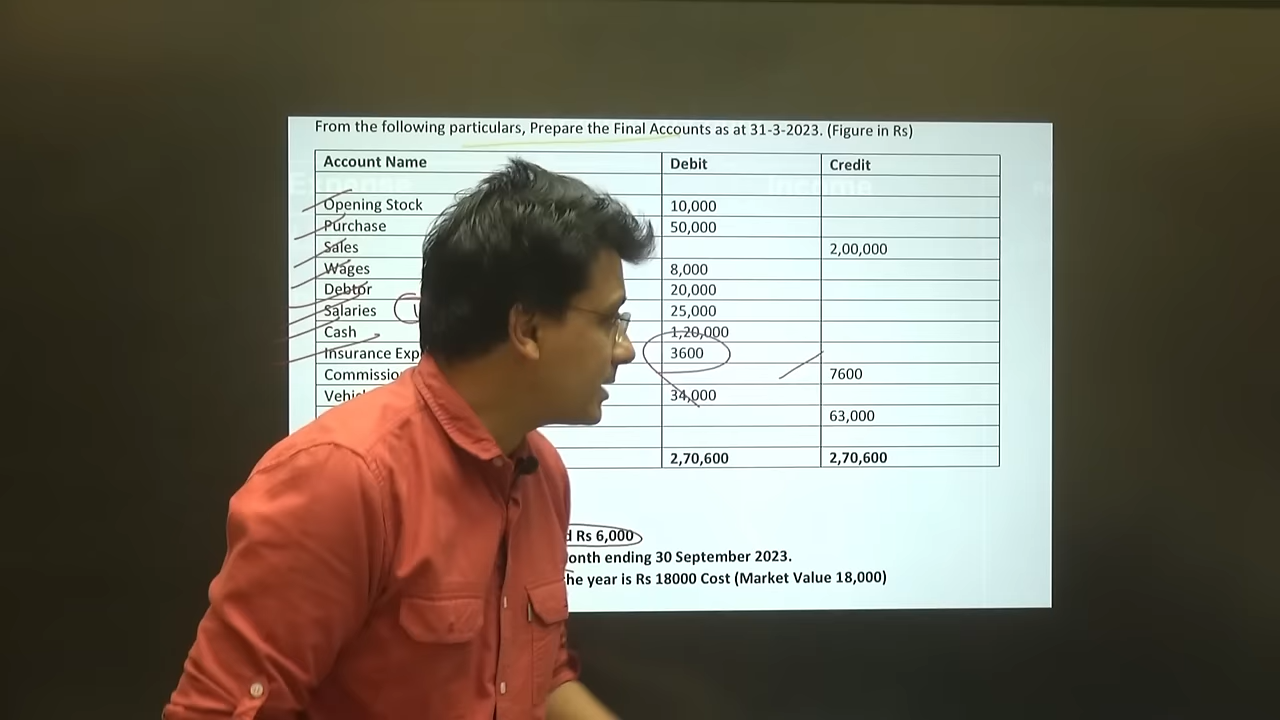 From the following particulars, Prepare the Final Accounts as at 31-3-2023. (Figure in Rs)
Account Name Debit Credit
Opening Stock 10,000
Purchase 50,000
Sales 2,00,000
Wages 8,000
Debtor 20,000
Salaries 25,000
Cash 1,20,000
Insurance Exp 3600
Commissio 7600
Vehi 34,000
63,000
2,70,600 2,70,600
d Rs 6,000
onth ending 30 September 2023.
the year is Rs 18000 Cost (Market Value 18,000)